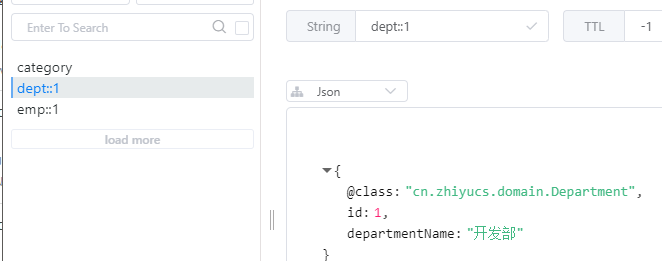 Enter To Search
category
dept::1
emp::1
load more
String dept::1 TTL -1
Json
{
@class: "cn.zhiyucs.domain.Department",
id: 1,
departmentName: "开发部"
}